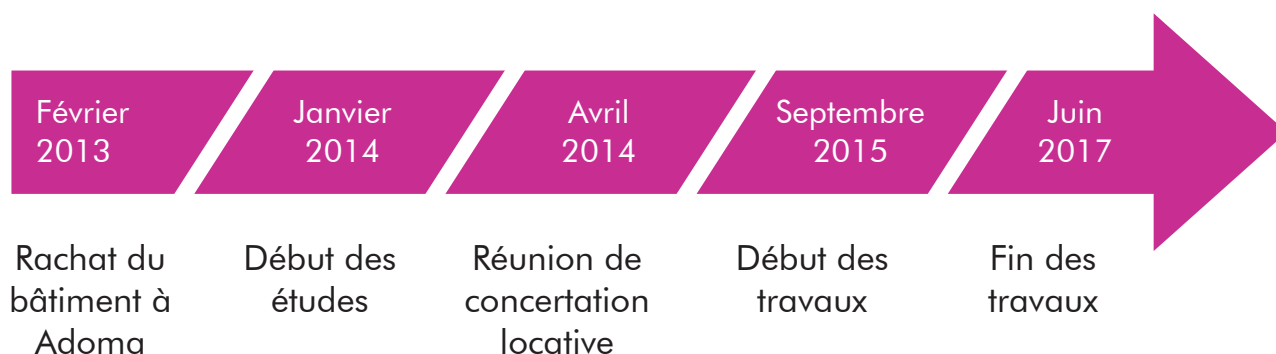 Février
2013
Janvier
2014
Avril
2014
Septembre
2015
Juin
2017
Rachat du
bâtiment à
Adoma
Début des
études
Réunion de
concertation
locative
Début des
travaux
Fin des
travaux